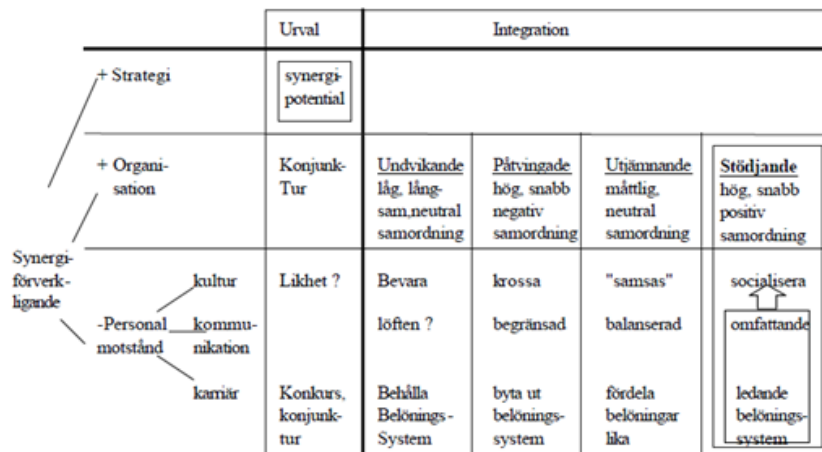 Urval Integration
+ Strategi synergi-
potential
+ Organi- Konjunk- Undvikande Påtvingade Utjämnande Stödjande
sation Tur låg, lång- hög, snabb måttlig, hög, snabb
sam,neutral negativ neutral positiv
samordning samordning samordning samordning
Synergi-
förverk- kultur Likhet ? Bevara krossa "samsas" socialisera
ligande
-Personal kommu- löften ? begränsad balanserad omfattande
motstånd nikation
karriär Konkurs, Behålla byta ut fördela ledande
konjunk- Belönings - belönings- belöningar belönings-
tur System system lika system